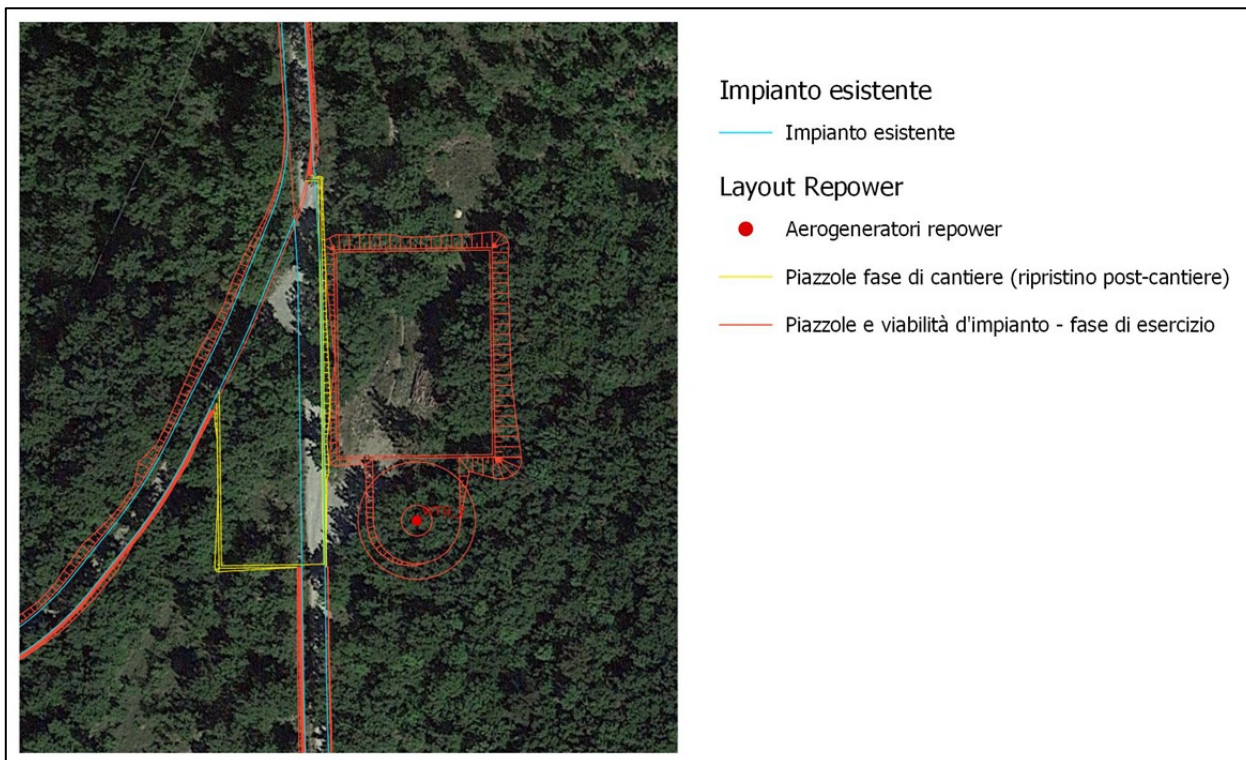 Impianto esistente
Impianto esistente
Layout Repower
Aerogeneratori repower
Piazzole fase di cantiere (ripristino post-cantiere)
Piazzole e viabilità d'impianto - fase di esercizio